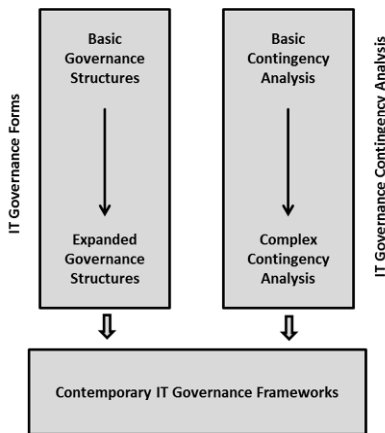 IT Governance Forms
Basic
Governance
Structures
Expanded
Governance
Structures
Basic
Contingency
Analysis
Complex
Contingency
Analysis
IT Governance Contingency Analysis
Contemporary IT Governance Frameworks